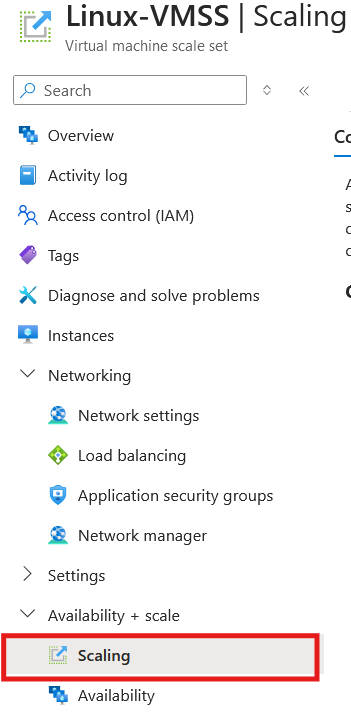 Linux-VMSS | Scaling
Virtual machine scale set
Search
Overview
Activity log
Access control (IAM)
Tags
Diagnose and solve problems
Instances
Networking
Network settings
Load balancing
Application security groups
Network manager
Settings
Availability + scale
Scaling
Availability